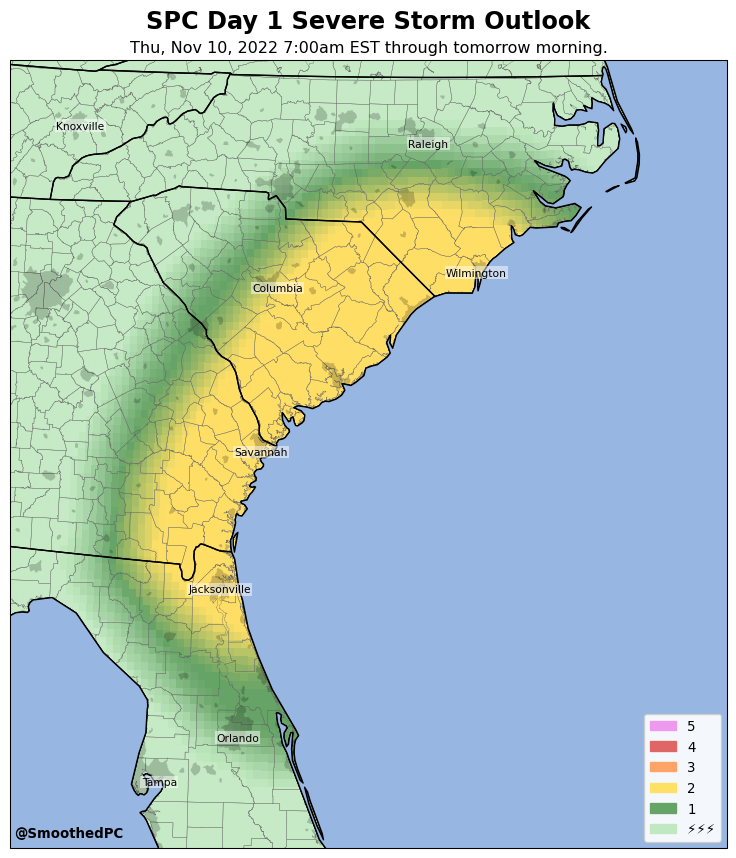 SPC Day 1 Severe Storm Outlook
Thu, Nov 10, 2022 7:00am EST through tomorrow morning.
Knoxville
Raleigh
Wilmington
Columbia
Savannah
Jacksonville
Orlando
Tampa
5
4
3
2
1
⚡⚡⚡
@SmoothedPC